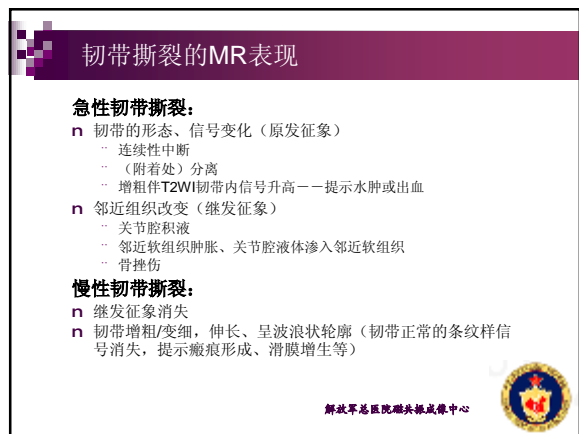 韧带撕裂的MR表现
急性韧带撕裂：
n 韧带的形态、信号变化（原发征象）
¨ 连续性中断
¨ （附着处）分离
¨ 增粗伴T2WI韧带内信号升高－－提示水肿或出血
n 邻近组织改变（继发征象）
¨ 关节腔积液
¨ 邻近软组织肿胀、关节腔液体渗入邻近软组织
¨ 骨挫伤
慢性韧带撕裂：
n 继发征象消失
n 韧带增粗/变细，伸长、呈波浪状轮廓（韧带正常的条纹样信
号消失，提示瘢痕形成、滑膜增生等）
解放军总医院磁共振成像中心